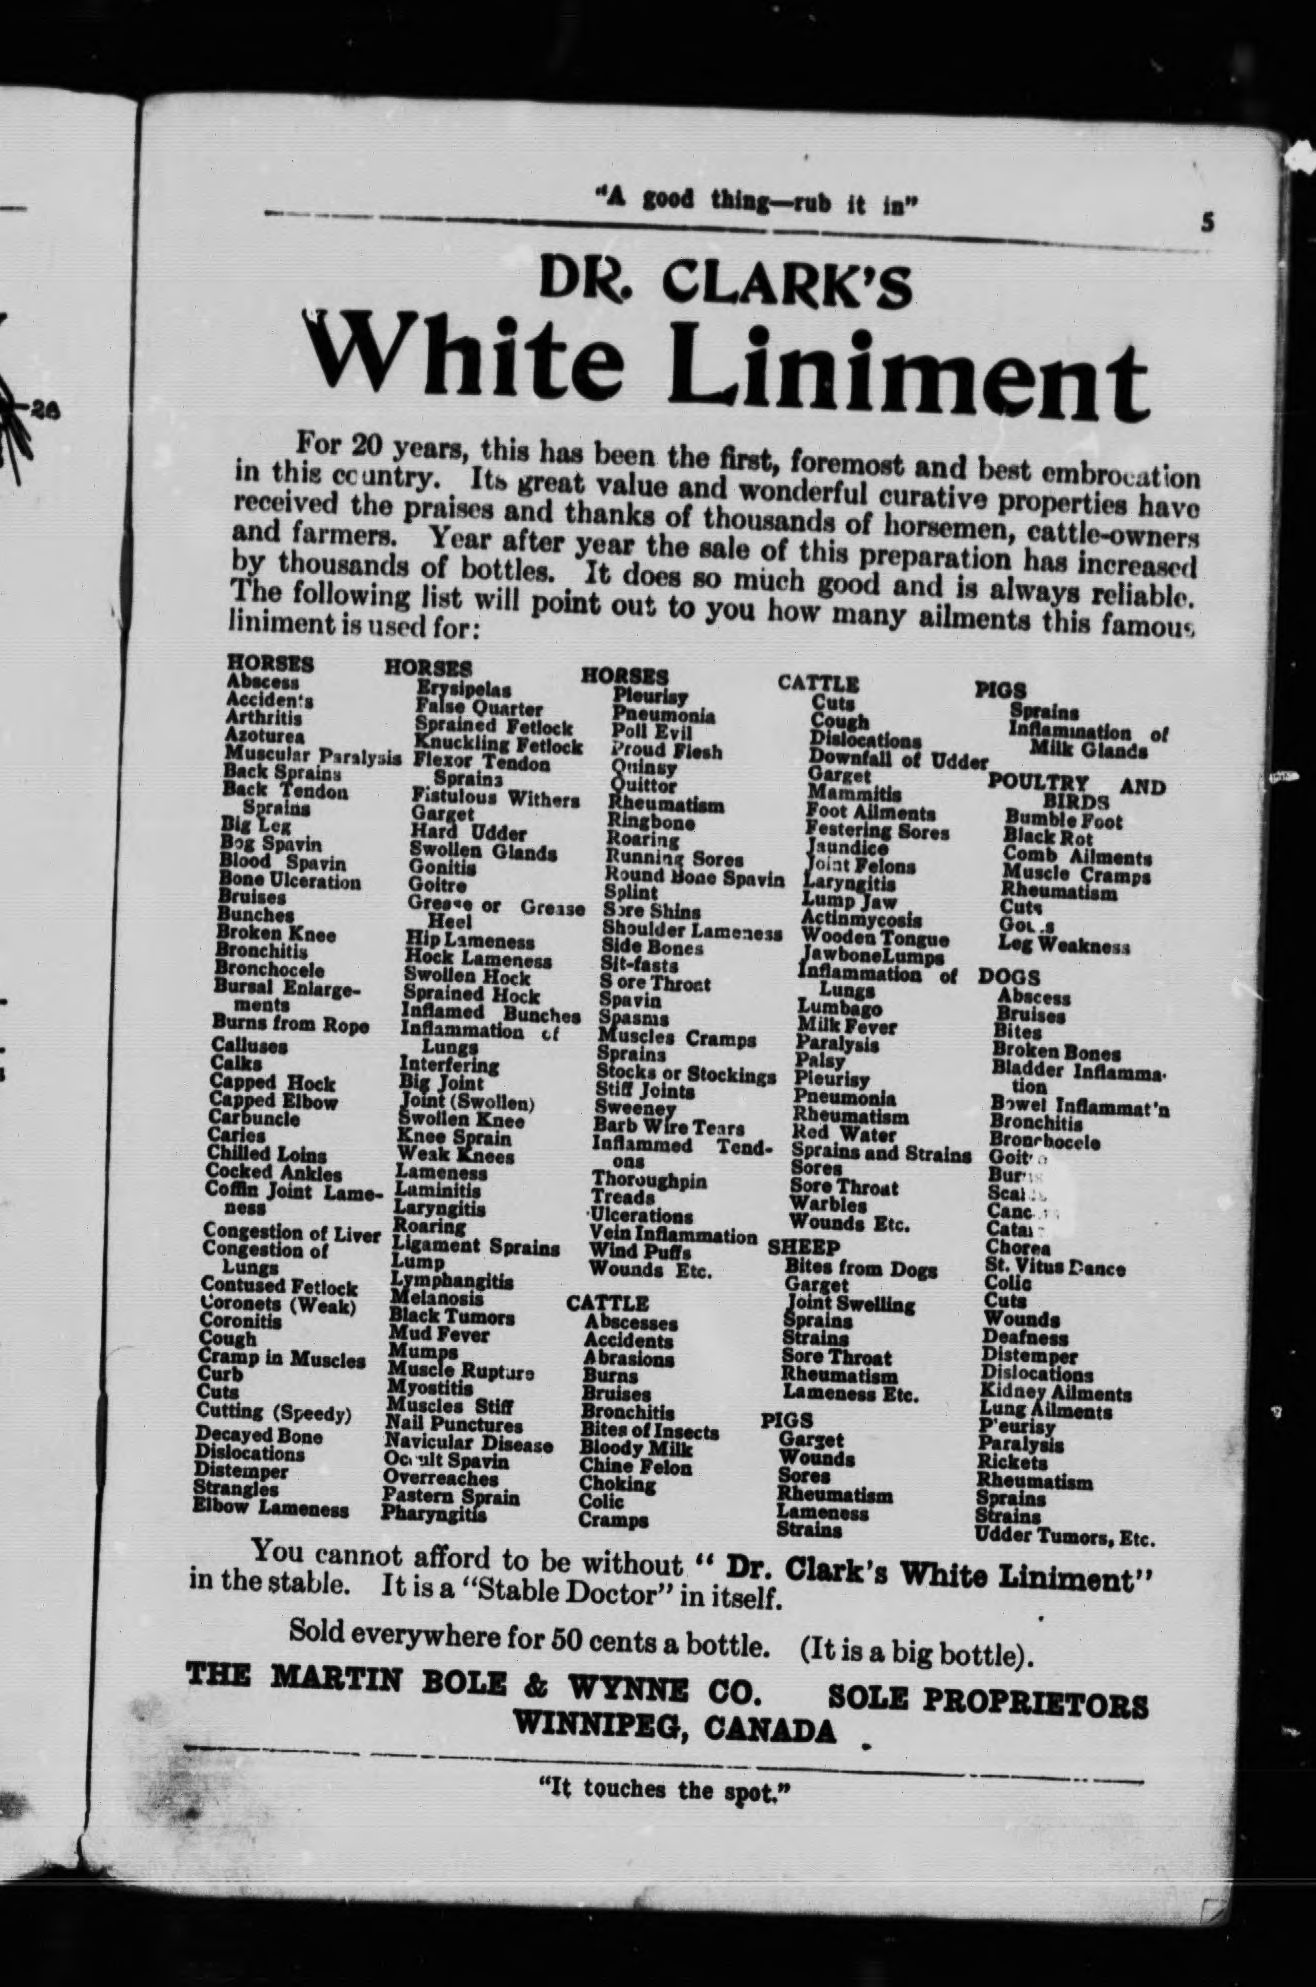 26
"A good thing—rub it in"
5
DR. CLARK'S
White Liniment
For 20 years, this has been the first, foremost and best embrocation
in this country. Its great value and wonderful curative properties have
received the praises and thanks of thousands of horsemen, cattle-owners
and farmers. Year after year the sale of this preparation has increased
by thousands of bottles. It does so much good and is always reliable.
The following list will point out to you how many ailments this famous
liniment is used for:
HORSES
Abscess
Accidents
Arthritis
Azoturea
Muscular Paralysis
Back Sprains
Back Tendon
Sprains
Big Leg
Bog Spavin
Blood Spavin
Bone Ulceration
Bruises
Bunches
Broken Knee
Bronchitis
Bronchocele
Bursal Enlarge-
ments
Burns from Rope
Calluses
Calks
Capped Hock
Capped Elbow
Carbuncle
Caries
Chilled Loins
Cocked Ankles
Coffin Joint Lame-
ness
Congestion of Liver
Congestion of
Lungs
Contused Fetlock
Coronets (Weak)
Coronitis
Cough
Cramp in Muscles
Curb
Cuts
Cutting (Speedy)
Decayed Bone
Dislocations
Distemper
Strangles
Elbow Lameness
HORSES
Erysipelas
False Quarter
Sprained Fetlock
Knuckling Fetlock
Flexor Tendon
Sprains
Fistulous Withers
Garget
Hard Udder
Swollen Glands
Gonitis
Goitre
Grease or Grease
Heel
Hip Lameness
Hock Lameness
Swollen Hock
Sprained Hock
Inflamed Bunches
Inflammation of
Lungs
Interfering
Big Joint
Joint (Swollen)
Swollen Knee
Knee Sprain
Weak Knees
Lameness
Laminitis
Laryngitis
Roaring
Ligament Sprains
Lump
Lymphangitis
Melanosis
Black Tumors
Mud Fever
Mumps
Muscle Rupture
Myostitis
Muscles Stiff
Nail Punctures
Navicular Disease
Occult Spavin
Overreaches
Pastern Sprain
Pharyngitis
HORSES
Pleurisy
Pneumonia
Poll Evil
Proud Flesh
Quinsy
Quittor
Rheumatism
Ringbone
Roaring
Running Sores
Round Bone Spavin
Splint
Sore Shins
Shoulder Lameness
Side Bones
Sit-fasts
Sore Throat
Spavin
Spasms
Muscles Cramps
Sprains
Stocks or Stockings
Stiff Joints
Sweeney
Barb Wire Tears
Inflammed Tend-
ons
Thoroughpin
Treads
Ulcerations
Vein Inflammation
Wind Puffs
Wounds Etc.
CATTLE
Abscesses
Accidents
Abrasions
Burns
Bruises
Bronchitis
Bites of Insects
Bloody Milk
Chine Felon
Choking
Colic
Cramps
CATTLE
Cuts
Cough
Dislocations
Downfall of Udder
Garget
Mammitis
Foot Ailments
Festering Sores
Jaundice
Joint Felons
Laryngitis
Lump Jaw
Actinmycosis
Wooden Tongue
Jawbone Lumps
Inflammation of
Lungs
Lumbago
Milk Fever
Paralysis
Palsy
Pleurisy
Pneumonia
Rheumatism
Red Water
Sprains and Strains
Sores
Sore Throat
Warbles
Wounds Etc.
SHEEP
Bites from Dogs
Garget
Joint Swelling
Sprains
Strains
Sore Throat
Rheumatism
Lameness Etc.
PIGS
Garget
Wounds
Sores
Rheumatism
Lameness
Strains
PIGS
Sprains
Inflamination of
Milk Glands
POULTRY AND
BIRDS
Bumble Foot
Black Rot
Comb Ailments
Muscle Cramps
Rheumatism
Cuts
Leg Weakness
DOGS
Abscess
Bruises
Bites
Broken Bones
Bladder Inflamma-
tion
Bowel Inflammat'n
Bronchitis
Bronchocele
Chorea
St. Vitus Dance
Colic
Cuts
Wounds
Deafness
Distemper
Dislocations
Kidney Ailments
Lung Ailments
Pleurisy
Paralysis
Rickets
Rheumatism
Sprains
Strains
Udder Tumors, Etc.
You cannot afford to be without "Dr. Clark's White Liniment"
in the stable. It is a "Stable Doctor" in itself.
Sold everywhere for 50 cents a bottle. (It is a big bottle).
THE MARTIN BOLE & WYNNE CO. SOLE PROPRIETORS
WINNIPEG, CANADA
"It touches the spot."